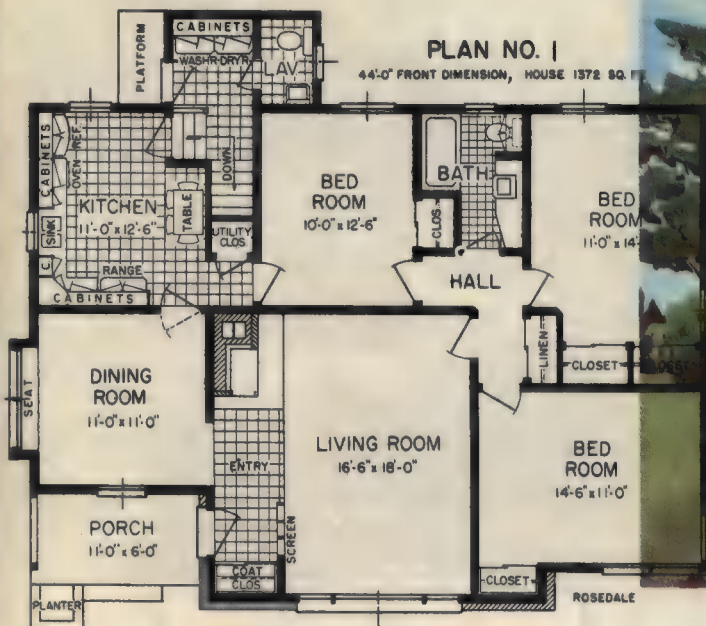 PLAN NO. 1
44'-0" FRONT DIMENSION, HOUSE 1372 SQ.
PLATFORM
CABINETS
WASHR-DRYR.
LAV
CABINETS
OVEN REF.
KITCHEN
11'-0" x 12'-6"
SINK
TABLE
C
RANGE
CABINETS
DOWN
UTILITY
CLOS
BED
ROOM
10'-0" x 12'-6"
CLOS.
BATH
HALL
BED
ROOM
11'-0" x 14'-
LINEN
CLOSET
DINING
ROOM
11'-0" x 11'-0"
SEAT
ENTRY
LIVING ROOM
16'-6" x 18'-0"
SCREEN
BED
ROOM
14'-6" x 11'-0"
PORCH
11'-0" x 6'-0"
COAT
CLOS
CLOSET
PLANTER
ROSEDALE